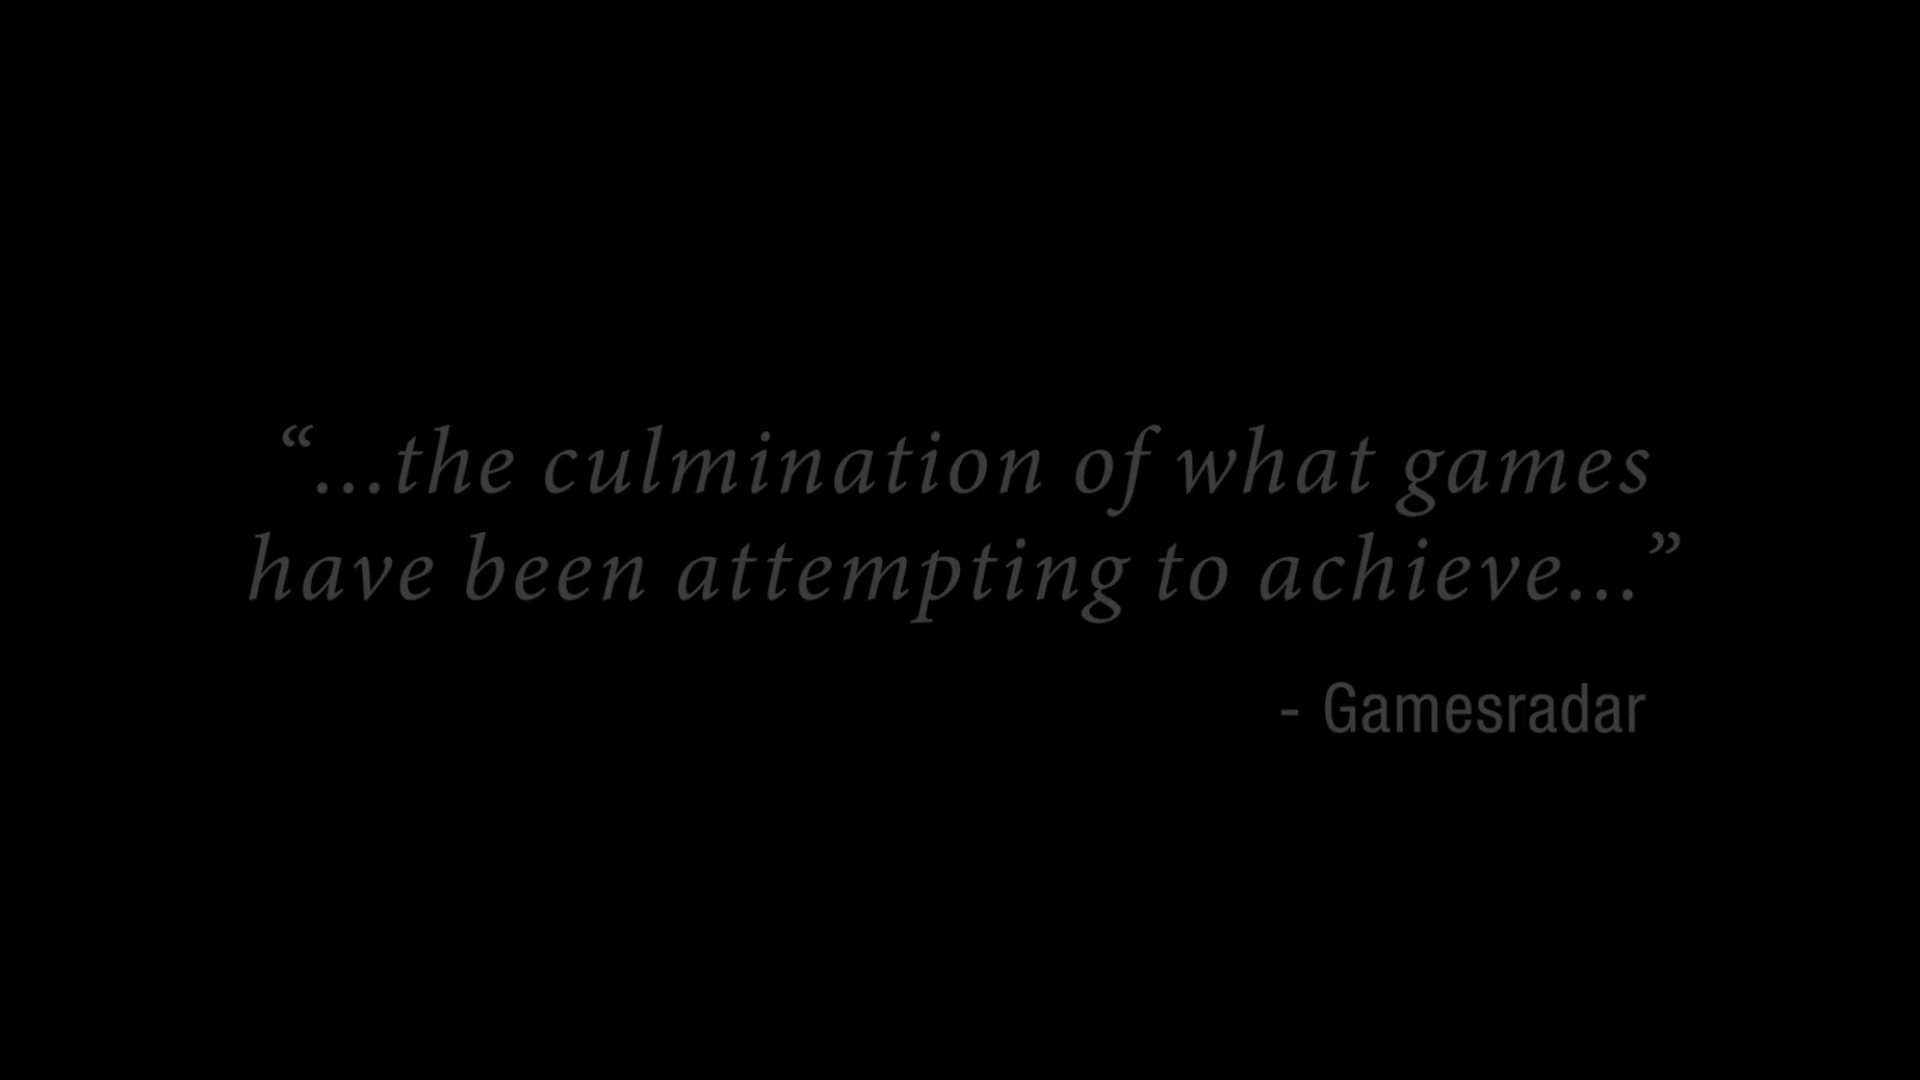 “...the culmination of what games
have been attempting to achieve...”
- Gamesradar